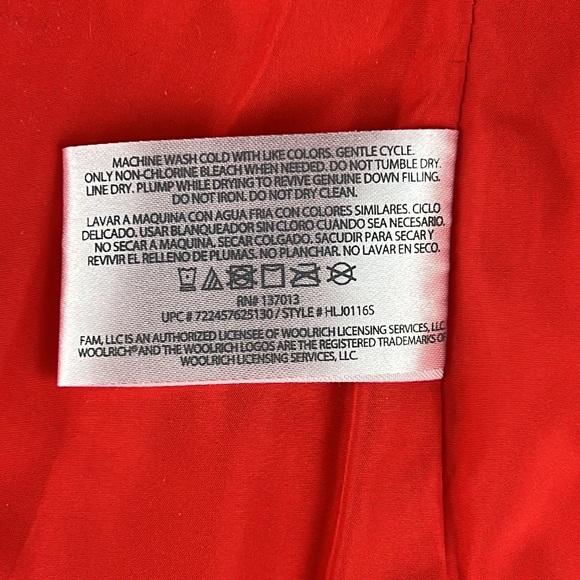 MACHINE WASH COLD WITH LIKE COLORS. GENTLE CYCLE.
ONLY NON-CHLORINE BLEACH WHEN NEEDED. DO NOT TUMBLE DRY.
LINE DRY. PLUMP WHILE DRYING TO REVIVE GENUINE DOWN FILLING.
DO NOT IRON. DO NOT DRY CLEAN.
LAVAR A MAQUINA CON AGUA FRIA CON COLORES SIMILARES. CICLO
DELICADO. USAR BLANQUEADOR SIN CLORO CUANDO SEA NECESARIO.
NO SECAR A MAQUINA. SECAR COLGADO. SACUDIR PARA SECAR Y
REVIVIR EL RELLENO DE PLUMAS. NO PLANCHAR. NO LAVAR EN SECO.
RN# 137013
UPC # 722457625130 / STYLE # HLJ0116S
FAM, LLC IS AN AUTHORIZED LICENSEE OF WOOLRICH LICENSING SERVICES, LLC
WOOLRICH® AND THE WOOLRICH LOGOS ARE THE REGISTERED TRADEMARKS OF
WOOLRICH LICENSING SERVICES, LLC.